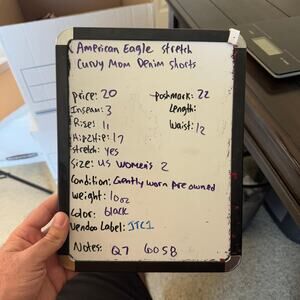 American Eagle stretch
Curvy Mom Denim shorts
price: 20 poshmark: 22
Inseam: 3 Length:
Rise: 11 Waist: 12
Hip2Hip: 17
stretch: yes
Size: US women's 2
Condition: Gently worn pre owned
weight: 10oz
Color: black
Vendoo Label: JTC1
Notes: Q7 605B